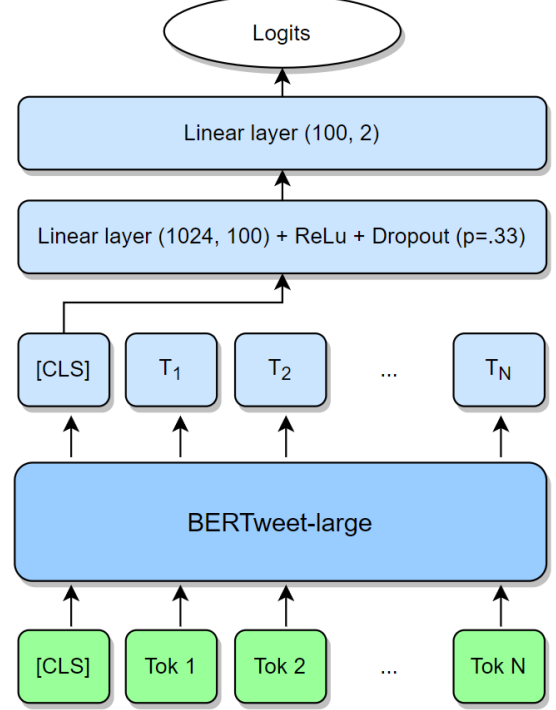 Logits
Linear layer (100, 2)
Linear layer (1024, 100) + ReLu + Dropout (p=.33)
[CLS] T1 T2 ... TN
BERTweet-large
[CLS] Tok 1 Tok 2 ... Tok N